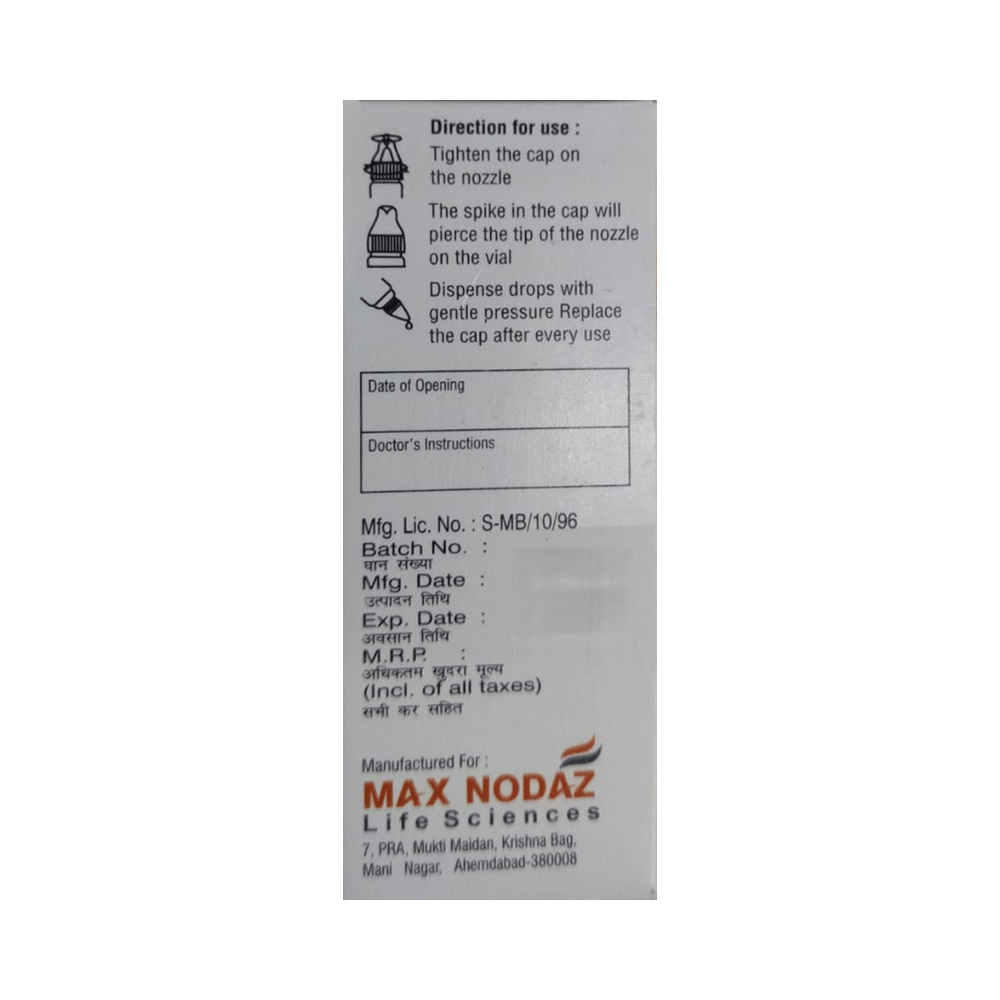 Direction for use :
Tighten the cap on
the nozzle
The spike in the cap will
pierce the tip of the nozzle
on the vial
Dispense drops with
gentle pressure Replace
the cap after every use
Date of Opening
Doctor's Instructions
Mfg. Lic. No. : S-MB/10/96
Batch No. :
घान संख्या
Mfg. Date :
उत्पादन तिथि
Exp. Date :
अवसान तिथि
M.R.P. :
अधिकतम खुदरा मूल्य
(Incl. of all taxes)
सभी कर सहित
Manufactured For :
MAX NODAZ
Life Sciences
7, PRA, Mukti Maidan, Krishna Bag,
Mani Nagar, Ahemdabad-380008